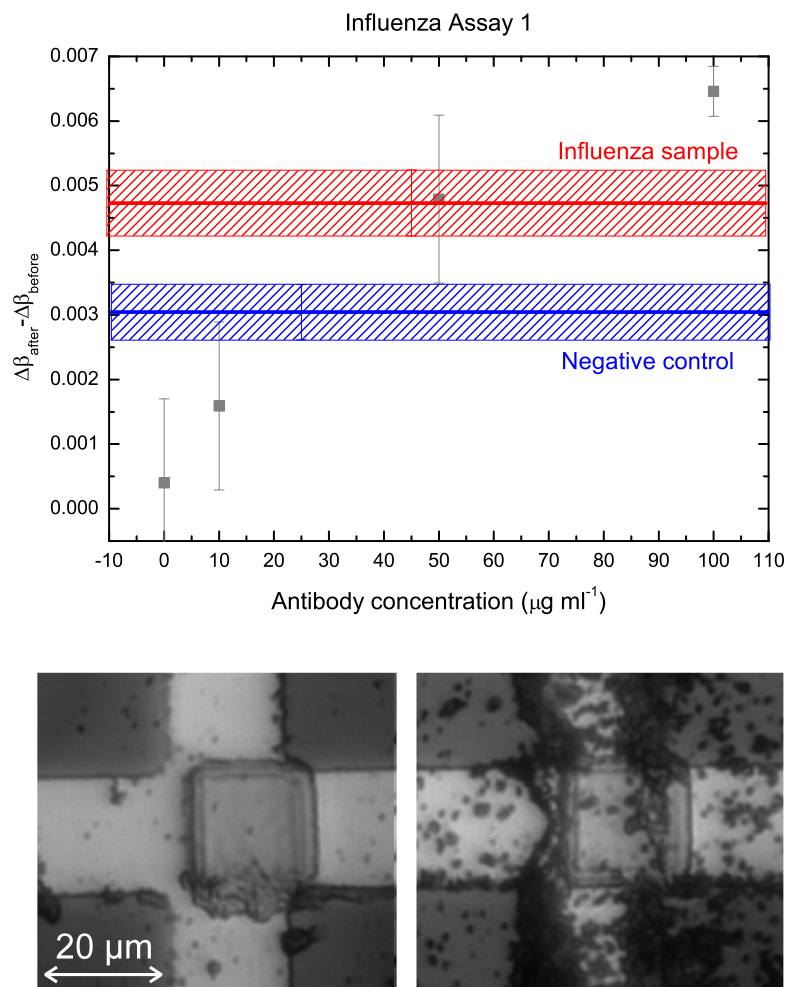 Influenza Assay 1
0.007
0.006
0.005
0.004
0.003
0.002
0.001
0.000
Δβafter-Δβbefore
Influenza sample
Negative control
-10 0 10 20 30 40 50 60 70 80 90 100 110
Antibody concentration (μg ml⁻¹)
20 μm